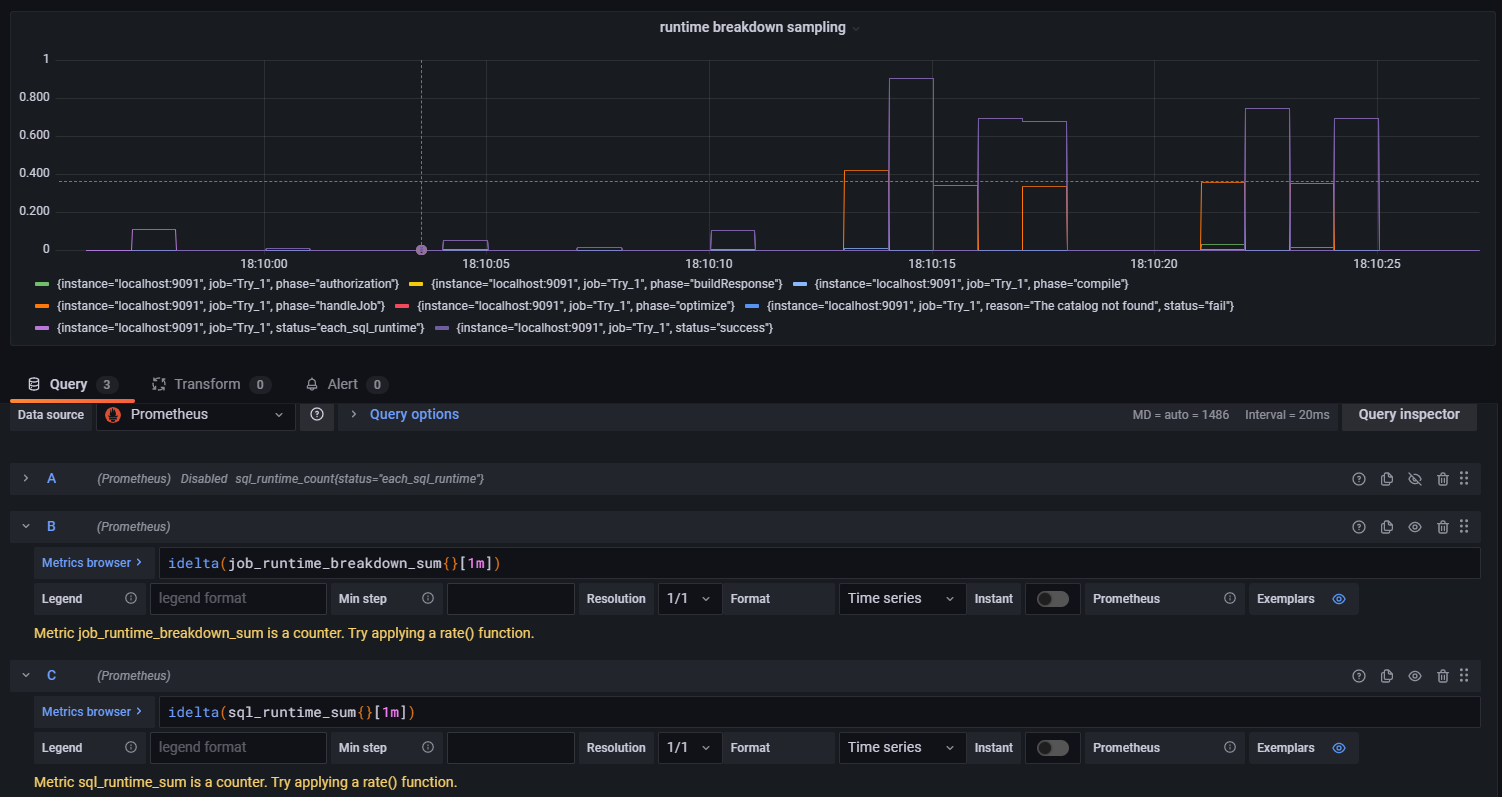 runtime breakdown sampling
1
0.800
0.600
0.400
0.200
0
18:10:00 18:10:05 18:10:10 18:10:15 18:10:20 18:10:25
{instance="localhost:9091", job="Try_1", phase="authorization"} {instance="localhost:9091", job="Try_1", phase="buildResponse"} {instance="localhost:9091", job="Try_1", phase="compile"}
{instance="localhost:9091", job="Try_1", phase="handleJob"} {instance="localhost:9091", job="Try_1", phase="optimize"} {instance="localhost:9091", job="Try_1", reason="The catalog not found", status="fail"}
{instance="localhost:9091", job="Try_1", status="each_sql_runtime"} {instance="localhost:9091", job="Try_1", status="success"}
Query 3 Transform 0 Alert 0
Data source Prometheus Query options MD = auto = 1486 Interval = 20ms Query inspector
A (Prometheus) Disabled sql_runtime_count{status="each_sql_runtime"}
B (Prometheus)
Metrics browser > idelta(job_runtime_breakdown_sum{}[1m])
Legend legend format Min step Resolution 1/1 Format Time series Instant Prometheus Exemplars
Metric job_runtime_breakdown_sum is a counter. Try applying a rate() function.
C (Prometheus)
Metrics browser > idelta(sql_runtime_sum{}[1m])
Legend legend format Min step Resolution 1/1 Format Time series Instant Prometheus Exemplars
Metric sql_runtime_sum is a counter. Try applying a rate() function.